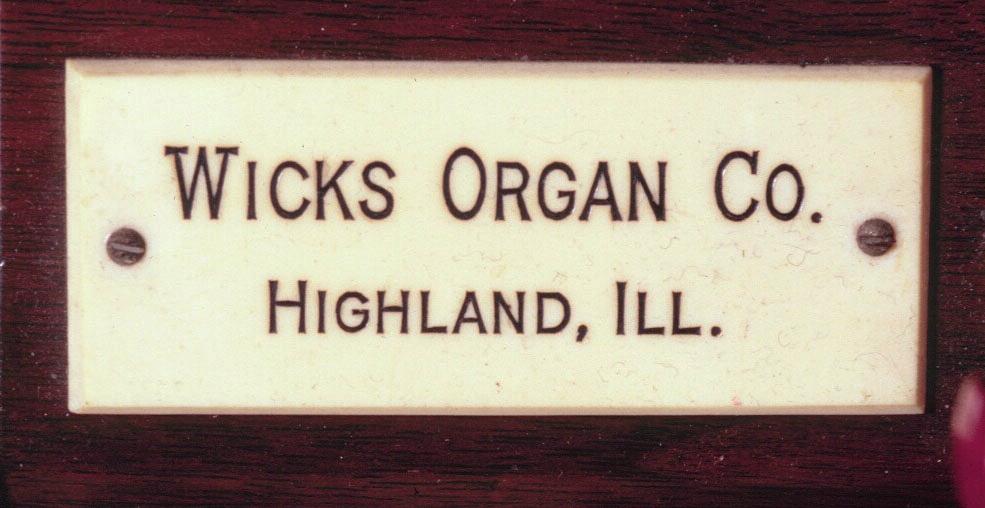 Wicks Organ Co.
Highland, Ill.